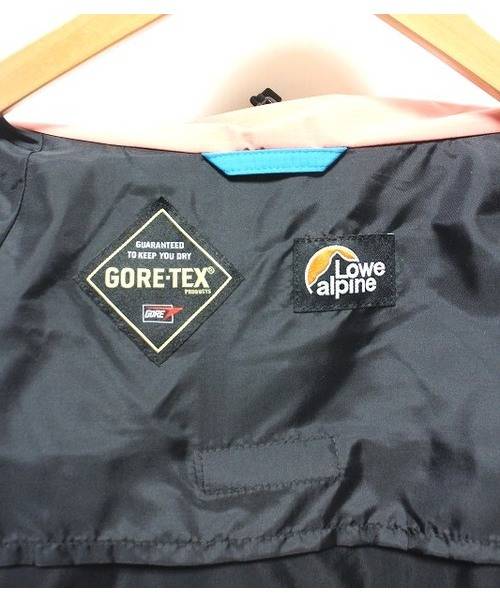 GUARANTEED
TO KEEP YOU DRY
GORE-TEX®
PRODUCTS
GORE
Lowe
alpine